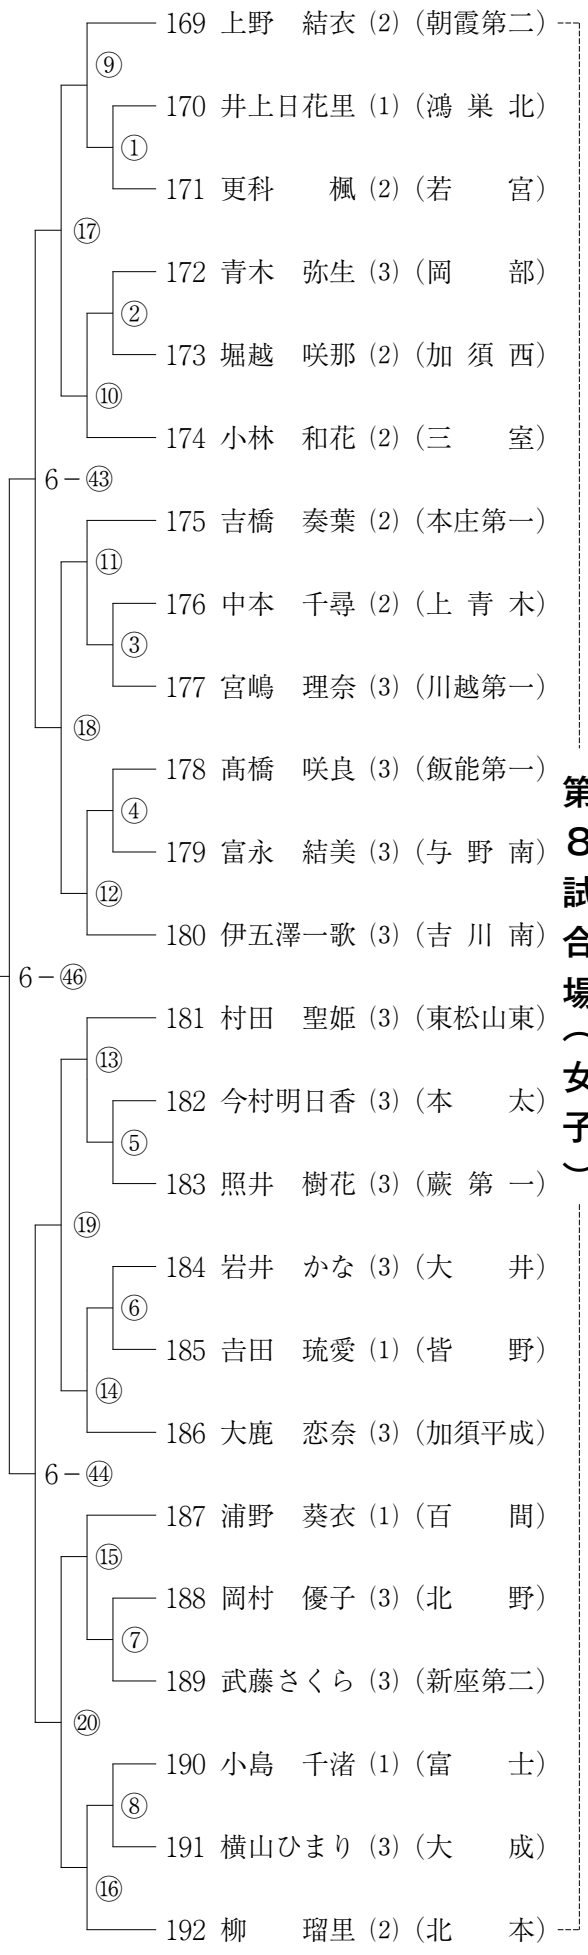 169 上野　結衣 (2) (朝霞第二)
⑨
170 井上日花里 (1) (鴻 巣 北)
①
171 更科　　楓 (2) (若　　宮)
⑰
172 青木　弥生 (3) (岡　　部)
②
173 堀越　咲那 (2) (加 須 西)
⑩
174 小林　和花 (2) (三　　室)
6－㊸
175 吉橋　奏葉 (2) (本庄第一)
⑪
176 中本　千尋 (2) (上 青 木)
③
177 宮嶋　理奈 (3) (川越第一)
⑱
178 髙橋　咲良 (3) (飯能第一)
④
179 富永　結美 (3) (与 野 南)
⑫
180 伊五澤一歌 (3) (吉 川 南)
6－㊻
181 村田　聖姫 (3) (東松山東)
⑬
182 今村明日香 (3) (本　　太)
⑤
183 照井　樹花 (3) (蕨 第 一)
⑲
184 岩井　かな (3) (大　　井)
⑥
185 吉田　琉愛 (1) (皆　　野)
⑭
186 大鹿　恋奈 (3) (加須平成)
6－㊹
187 浦野　葵衣 (1) (百　　間)
⑮
188 岡村　優子 (3) (北　　野)
⑦
189 武藤さくら (3) (新座第二)
⑳
190 小島　千渚 (1) (富　　士)
⑧
191 横山ひまり (3) (大　　成)
⑯
192 柳　　瑠里 (2) (北　　本)
第８試合場（女子）